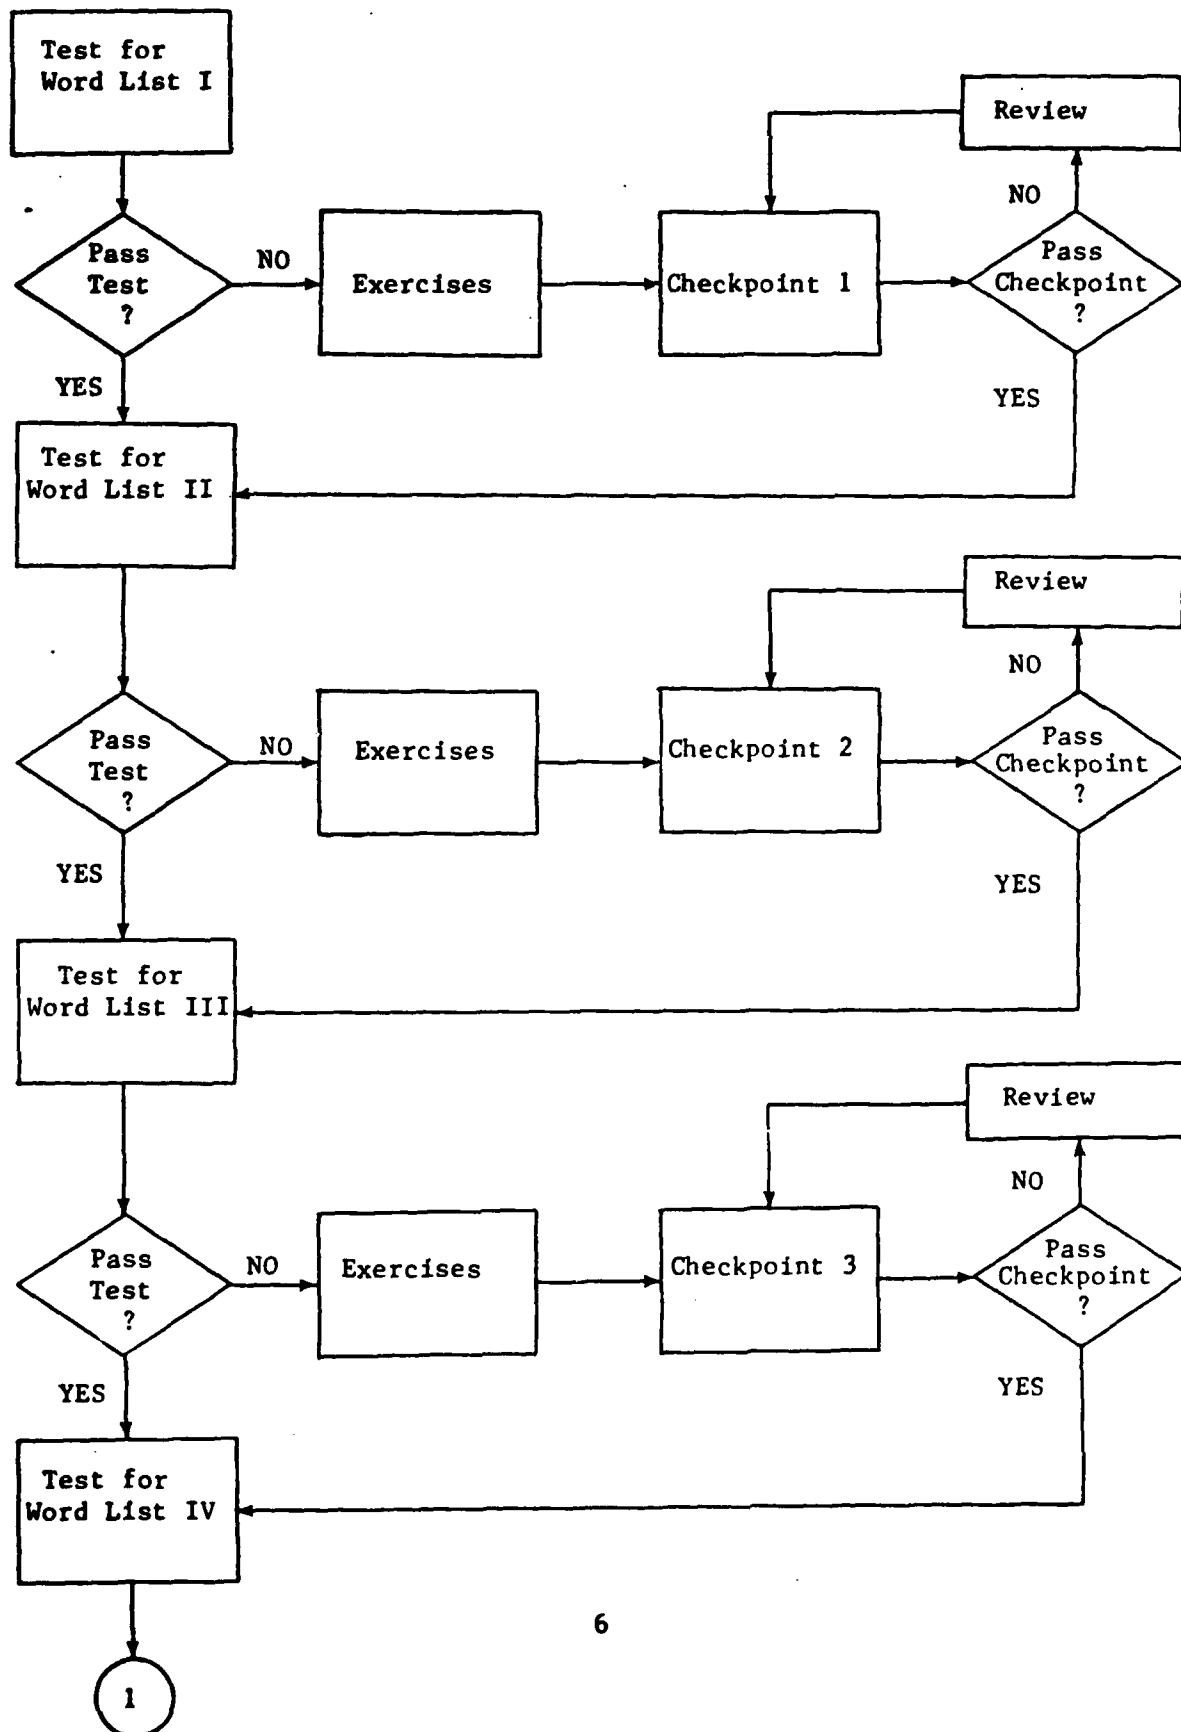 Test for
Word List I
Review
NO
Pass
Test
?
NO
Exercises
Checkpoint 1
Pass
Checkpoint
?
YES
YES
Test for
Word List II
Review
NO
Pass
Test
?
NO
Exercises
Checkpoint 2
Pass
Checkpoint
?
YES
YES
Test for
Word List III
Review
NO
Pass
Test
?
NO
Exercises
Checkpoint 3
Pass
Checkpoint
?
YES
YES
Test for
Word List IV
6
1